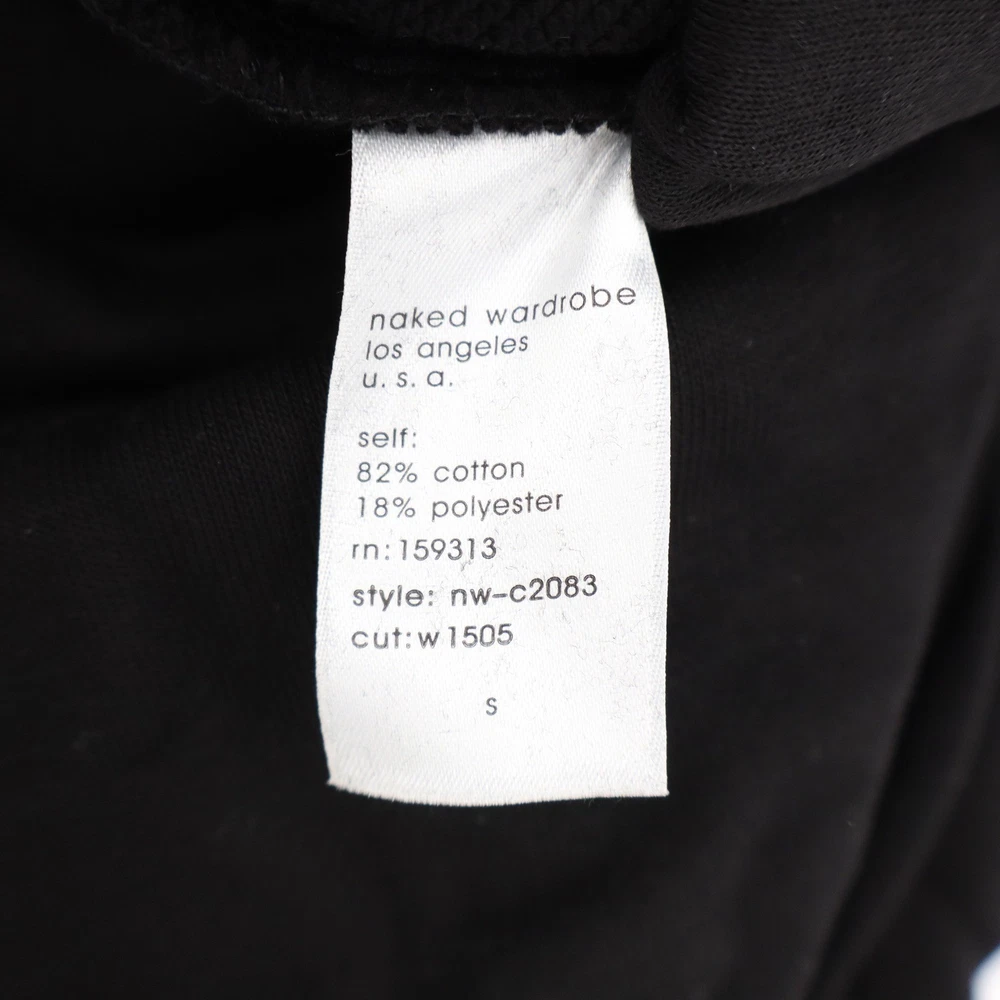 naked wardrobe
los angeles
u. s. a.
self:
82% cotton
18% polyester
rn: 159313
style: nw-c2083
cut: w1505
s